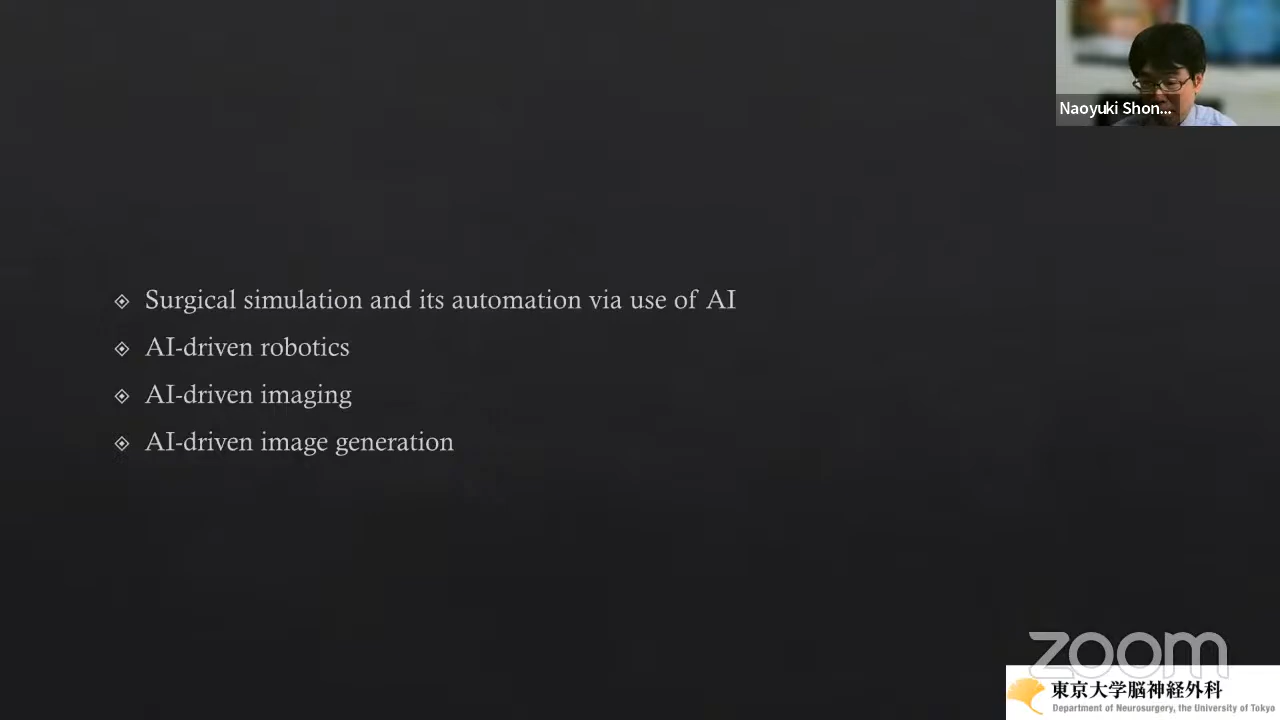 Naoyuki Shon...
Surgical simulation and its automation via use of AI
AI-driven robotics
AI-driven imaging
AI-driven image generation
zoom
東京大学脳神経外科
Department of Neurosurgery, the University of Tokyo